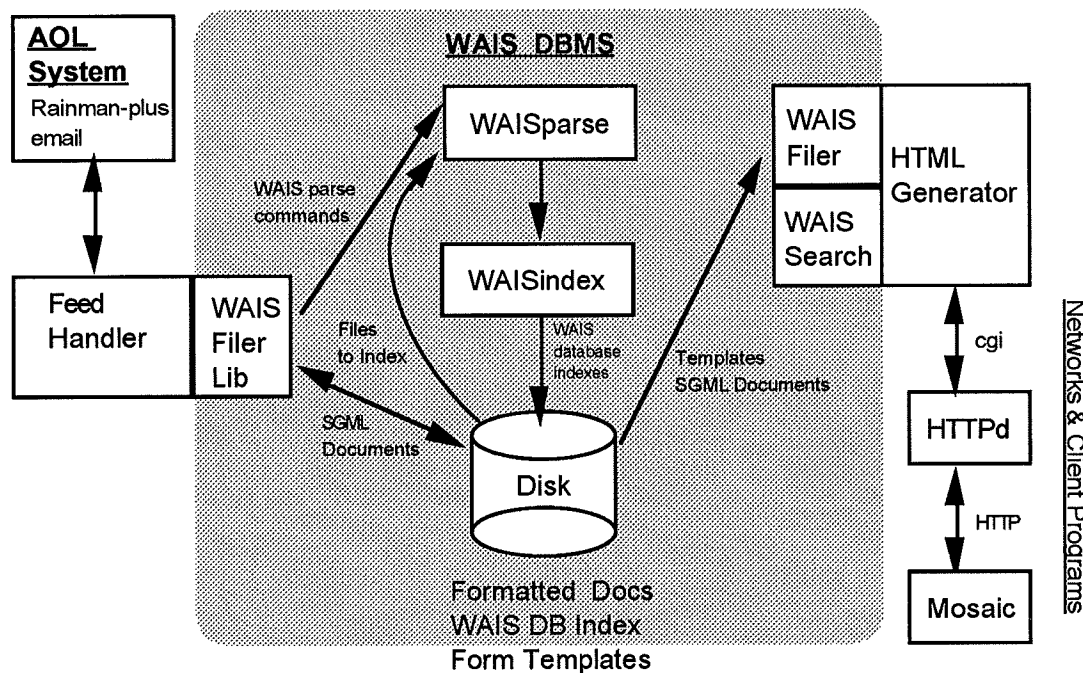 AOL
System
Rainman-plus
email
WAIS DBMS
WAISparse
WAIS parse
commands
WAISindex
Feed
Handler
WAIS
Filer
Lib
Files
to Index
WAIS
database
indexes
SGML
Documents
Disk
Formatted Docs
WAIS DB Index
Form Templates
Templates
SGML Documents
WAIS
Filer
WAIS
Search
HTML
Generator
cgi
HTTPd
HTTP
Mosaic
Networks & Client Programs